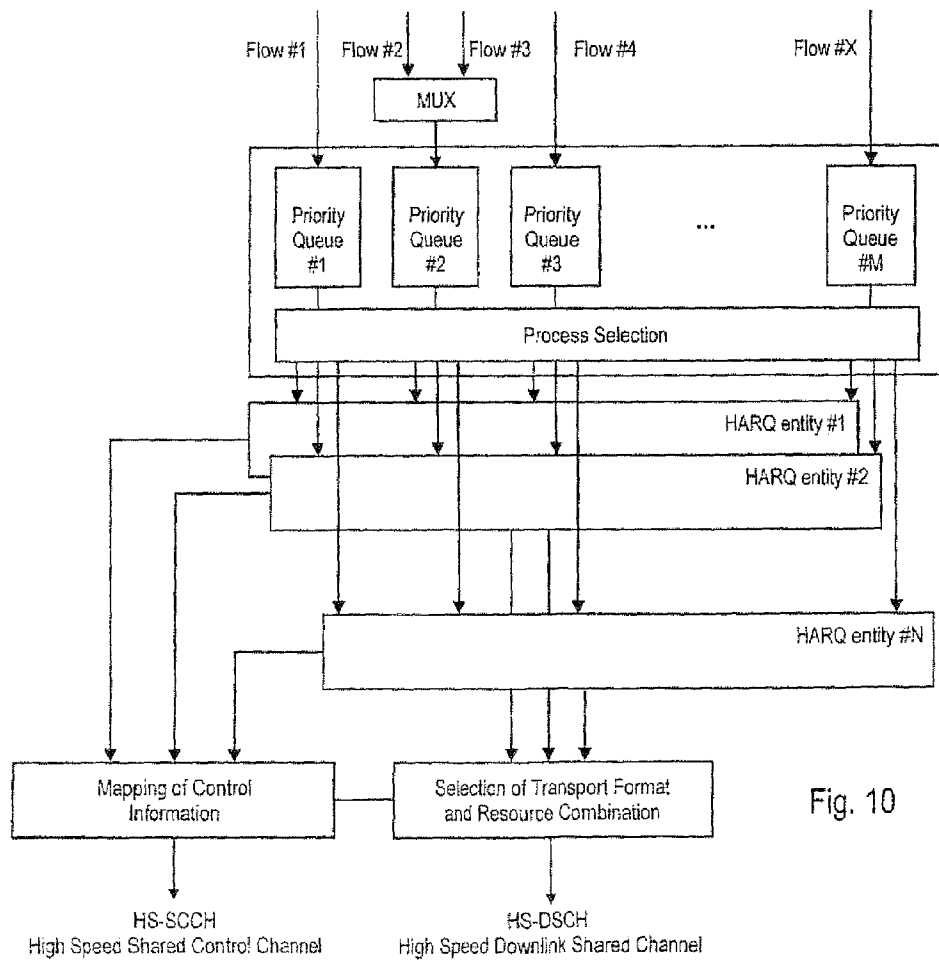 Flow #1
Flow #2
Flow #3
Flow #4
Flow #X
MUX
Priority
Queue
#1
Priority
Queue
#2
Priority
Queue
#3
...
Priority
Queue
#M
Process Selection
HARQ entity #1
HARQ entity #2
HARQ entity #N
Mapping of Control
Information
Selection of Transport Format
and Resource Combination
Fig. 10
HS-SCCH
High Speed Shared Control Channel
HS-DSCH
High Speed Downlink Shared Channel